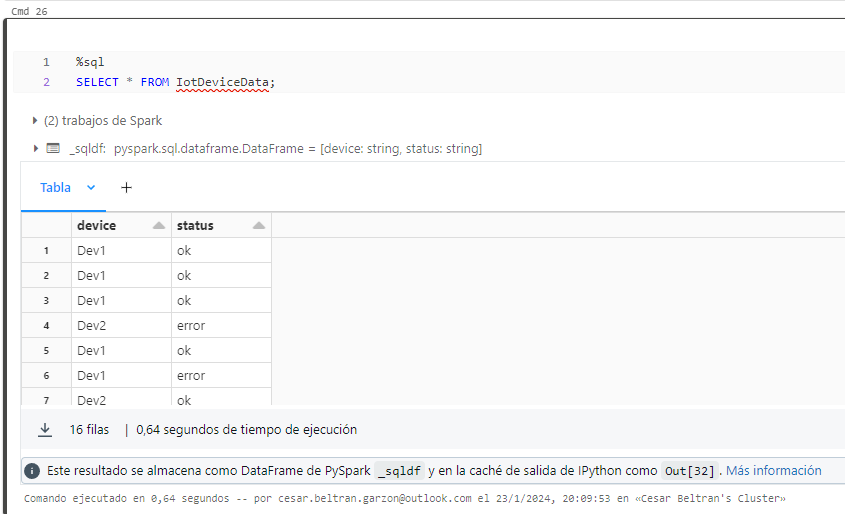 Cmd 26
1 %sql
2 SELECT * FROM IotDeviceData;
(2) trabajos de Spark
_sqldf: pyspark.sql.dataframe.DataFrame = [device: string, status: string]
Tabla +
device status
1 Dev1 ok
2 Dev1 ok
3 Dev1 ok
4 Dev2 error
5 Dev1 ok
6 Dev1 error
7 Dev2 ok
16 filas | 0,64 segundos de tiempo de ejecución
Este resultado se almacena como DataFrame de PySpark _sqldf y en la caché de salida de IPython como Out[32]. Más información
Comando ejecutado en 0,64 segundos -- por cesar.beltran.garzon@outlook.com el 23/1/2024, 20:09:53 en «Cesar Beltran's Cluster»